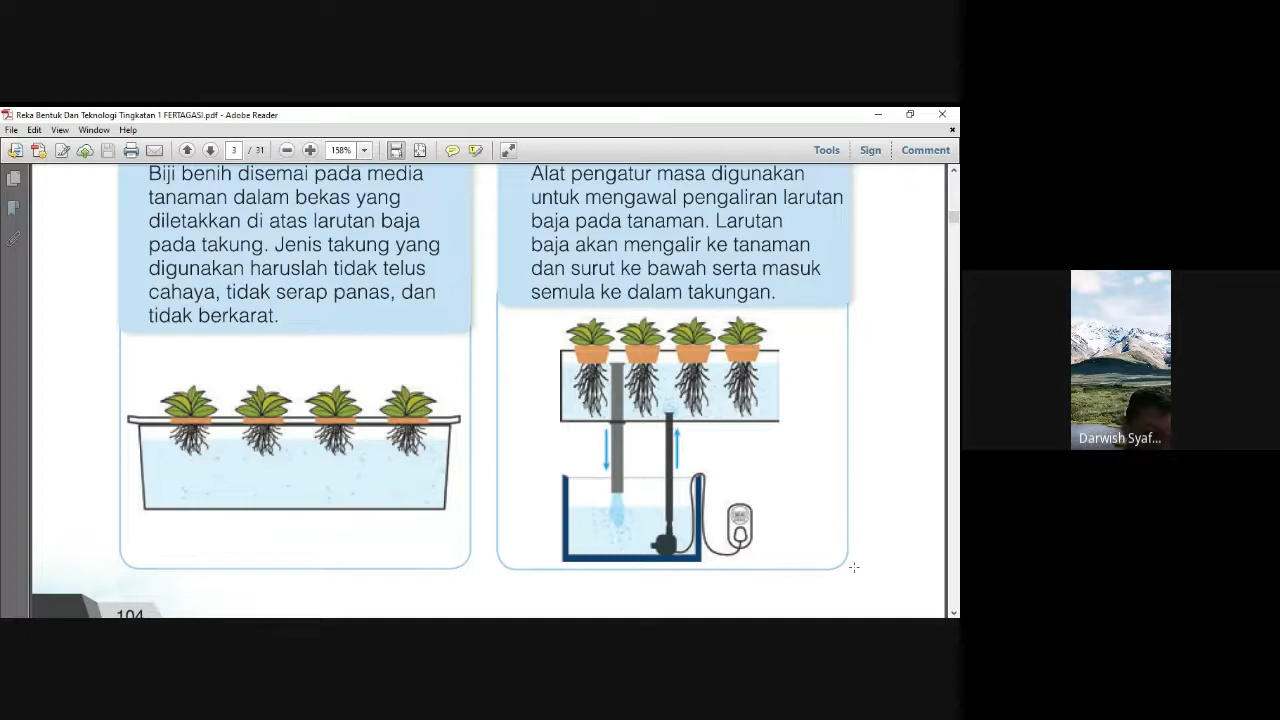 Reka Bentuk Dan Teknologi Tingkatan 1 FERTAGASI.pdf - Adobe Reader
File Edit View Window Help
3 / 31 158% Tools Sign Comment
Biji benih disemai pada media
tanaman dalam bekas yang
diletakkan di atas larutan baja
pada takung. Jenis takung yang
digunakan haruslah tidak telus
cahaya, tidak serap panas, dan
tidak berkarat.
Alat pengatur masa digunakan
untuk mengawal pengaliran larutan
baja pada tanaman. Larutan
baja akan mengalir ke tanaman
dan surut ke bawah serta masuk
semula ke dalam takungan.
104
Darwish Syaf...